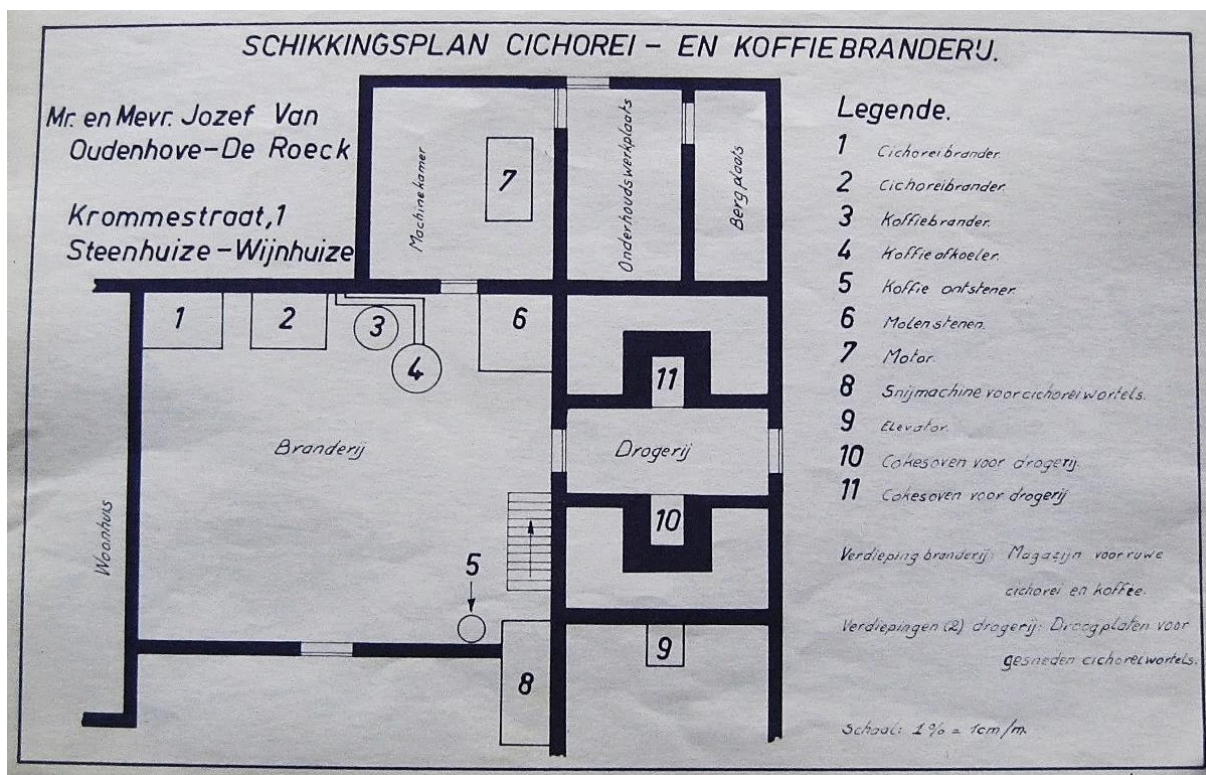 SCHIKKINGSPLAN CICHOREI - EN KOFFIEBRANDERIJ.
Mr. en Mevr. Jozef Van
Oudenhove-De Roeck
Krommestraat,1
Steenhuize-Wijnhuize
Machinekamer
7
Onderhoudswerkplaats
Bergplaats
1
2
3
4
6
11
Branderij
Drogerij
10
Woonhuis
5
9
8
Legende.
1 Cichoreibrander.
2 Cichoreibrander.
3 Koffiebrander.
4 Koffieafkoeler.
5 Koffie ontstener.
6 Molenstenen.
7 Motor.
8 Snijmachine voor cichoreiwortels.
9 Elevator.
10 Cokesoven voor drogerij.
11 Cokesoven voor drogerij
Verdieping branderij: Magazijn voor ruwe
cichorei en koffie.
Verdiepingen (2) drogerij: Droogplaten voor
gesneden cichoreiwortels.
Schaal: 1% = 1cm/m.